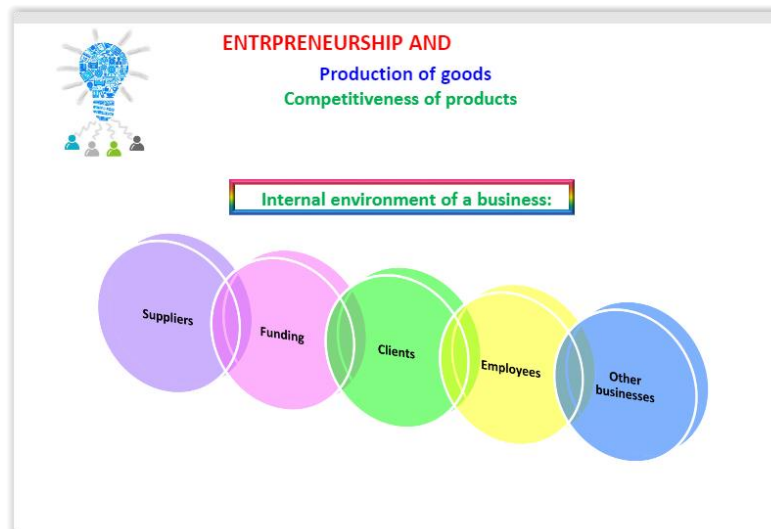 ENTRPRENEURSHIP AND
Production of goods
Competitiveness of products
Internal environment of a business:
Suppliers
Funding
Clients
Employees
Other
businesses